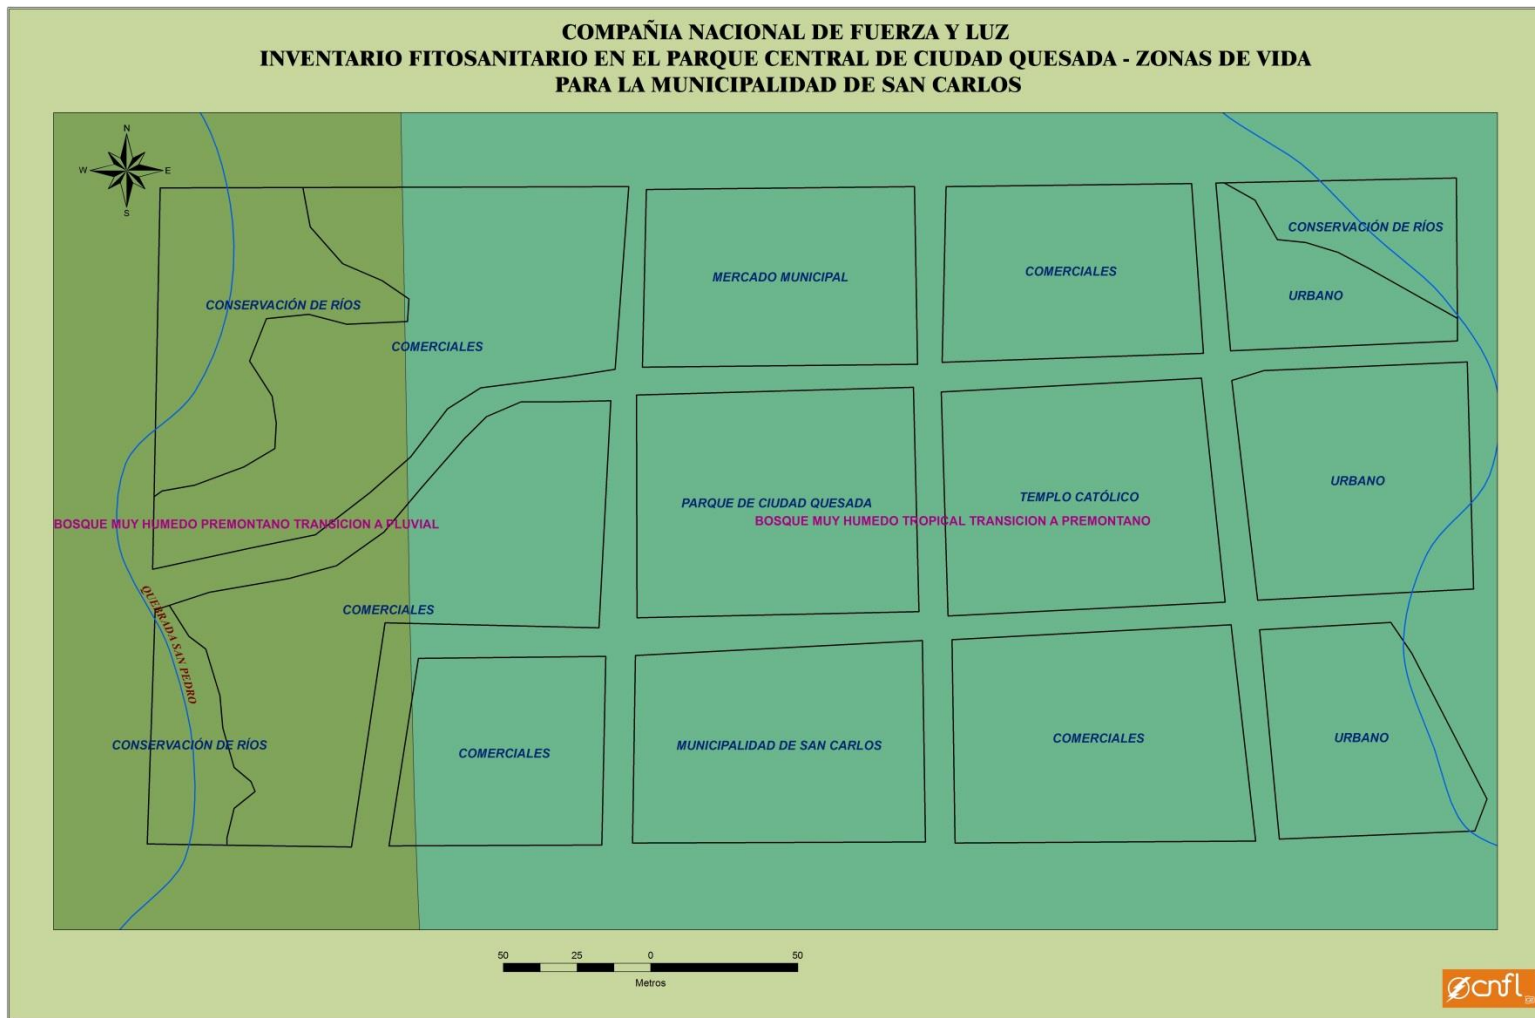 COMPAÑIA NACIONAL DE FUERZA Y LUZ
INVENTARIO FITOSANITARIO EN EL PARQUE CENTRAL DE CIUDAD QUESADA - ZONAS DE VIDA
PARA LA MUNICIPALIDAD DE SAN CARLOS
N
W
E
S
CONSERVACIÓN DE RÍOS
MERCADO MUNICIPAL
COMERCIALES
URBANO
CONSERVACIÓN DE RÍOS
COMERCIALES
PARQUE DE CIUDAD QUESADA
TEMPLO CATÓLICO
URBANO
BOSQUE MUY HUMEDO PREMONTANO TRANSICION A PLUVIAL
BOSQUE MUY HUMEDO TROPICAL TRANSICION A PREMONTANO
QUEBRADA SAN PEDRO
COMERCIALES
CONSERVACIÓN DE RÍOS
COMERCIALES
MUNICIPALIDAD DE SAN CARLOS
COMERCIALES
URBANO
50 25 0 50
Metros
cnfl